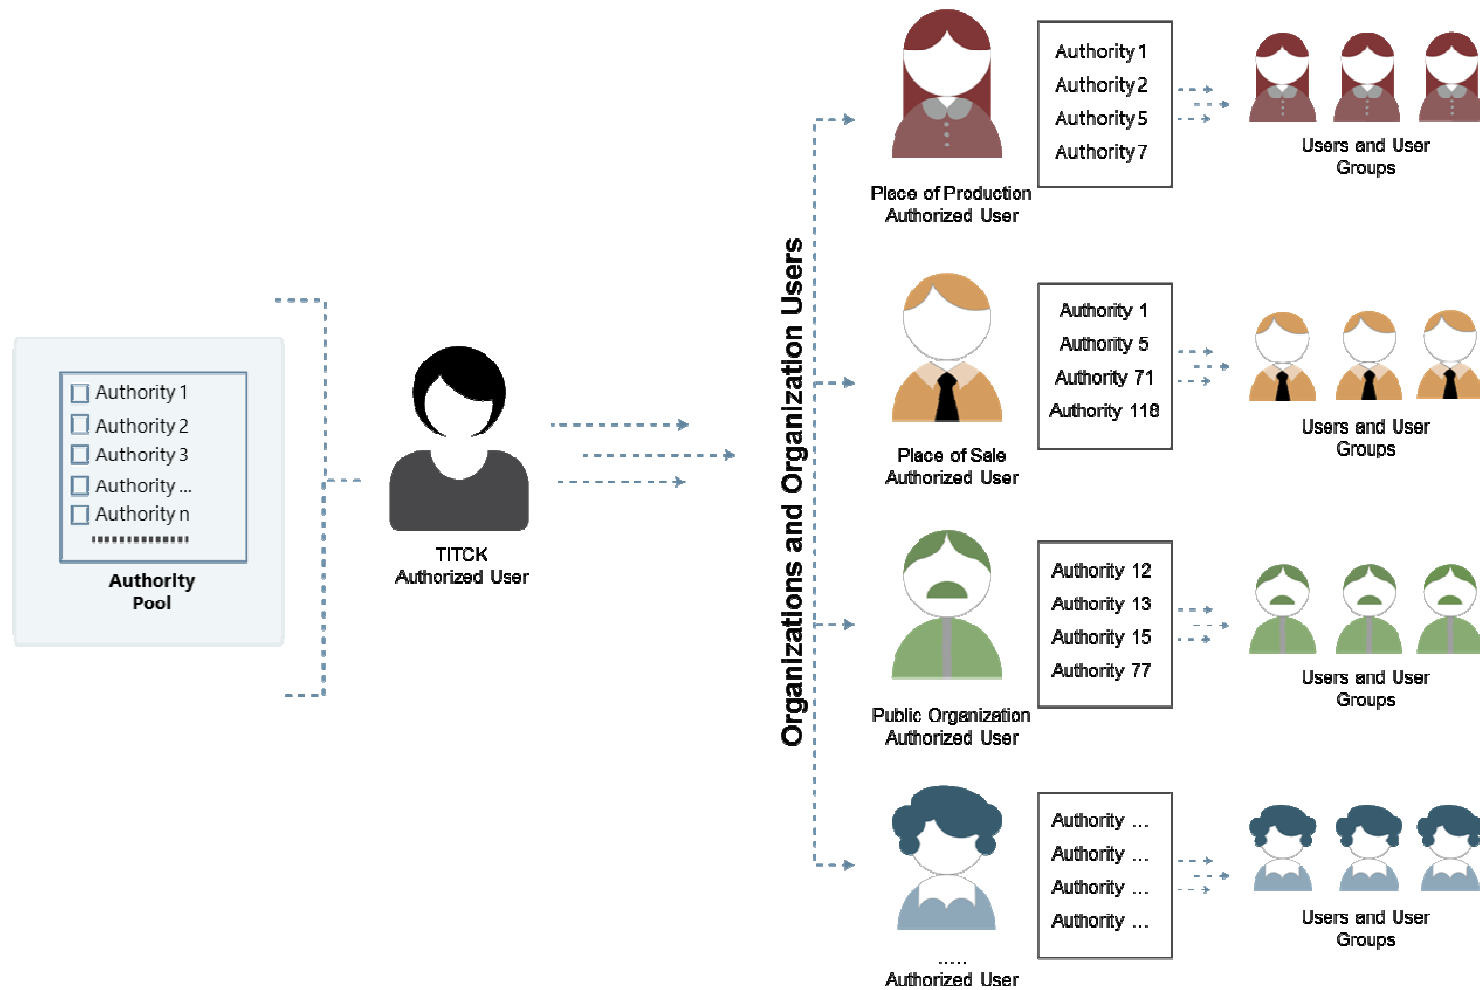 Authority 1
Authority 2
Authority 3
Authority ...
Authority n
Authority
Pool
TITCK
Authorized User
Organizations and Organization Users
Authority 1
Authority 2
Authority 5
Authority 7
Place of Production
Authorized User
Users and User
Groups
Authority 1
Authority 5
Authority 71
Authority 118
Place of Sale
Authorized User
Users and User
Groups
Authority 12
Authority 13
Authority 15
Authority 77
Public Organization
Authorized User
Users and User
Groups
Authority ...
Authority ...
Authority ...
Authority ...
.....
Authorized User
Users and User
Groups